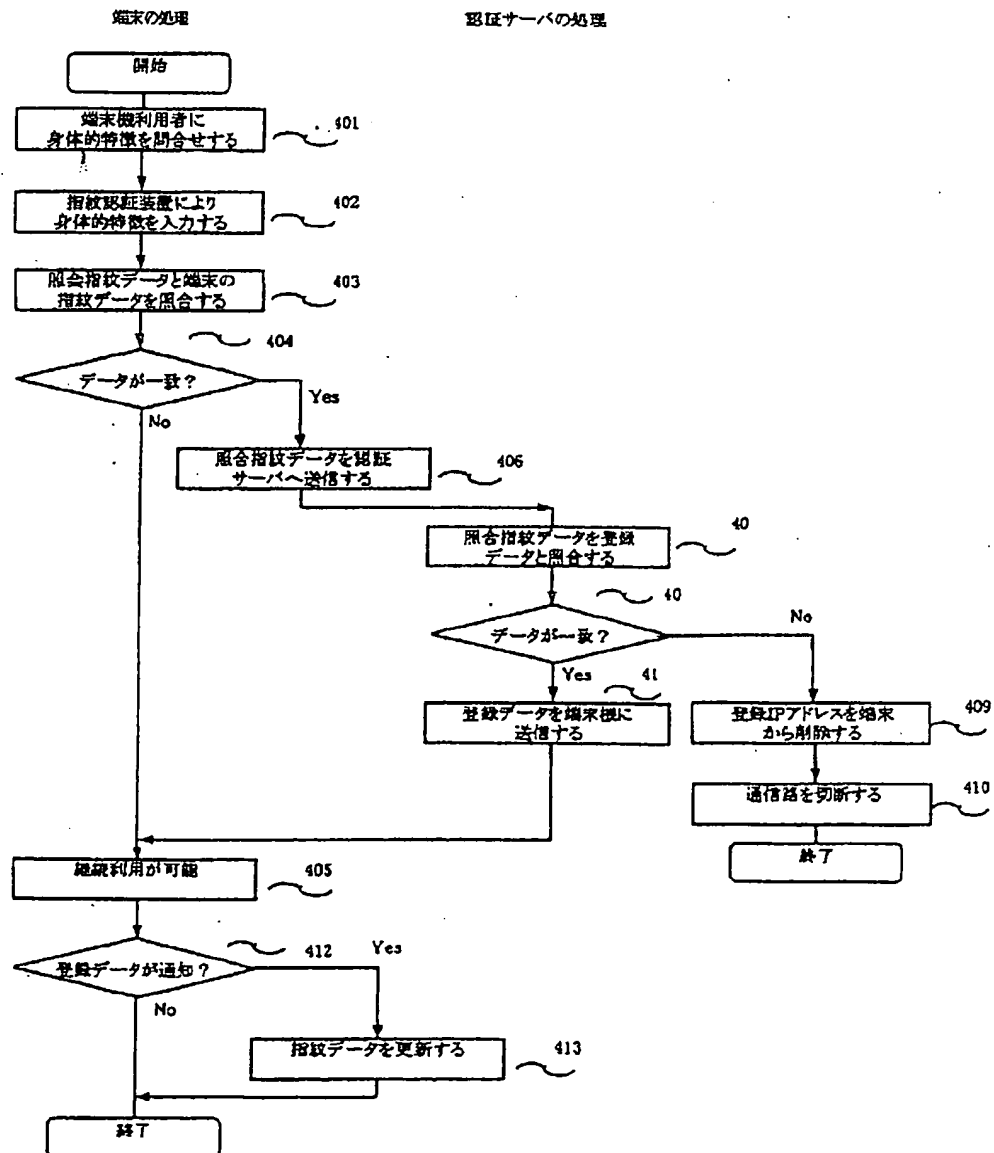 端末の処理
認証サーバの処理
開始
端末機利用者に
身体的特徴を問合せする
401
指紋認証装置により
身体的特徴を入力する
402
照会指紋データと端末の
指紋データを照合する
403
404
データが一致?
Yes
No
照合指紋データを認証
サーバへ送信する
406
照合指紋データを登録
データと照合する
40
40
データが一致?
No
Yes
41
登録データを端末機に
送信する
登録IPアドレスを端末
から削除する
409
通信路を切断する
410
終了
継続利用が可能
405
412
登録データが通知?
Yes
No
指紋データを更新する
413
終了